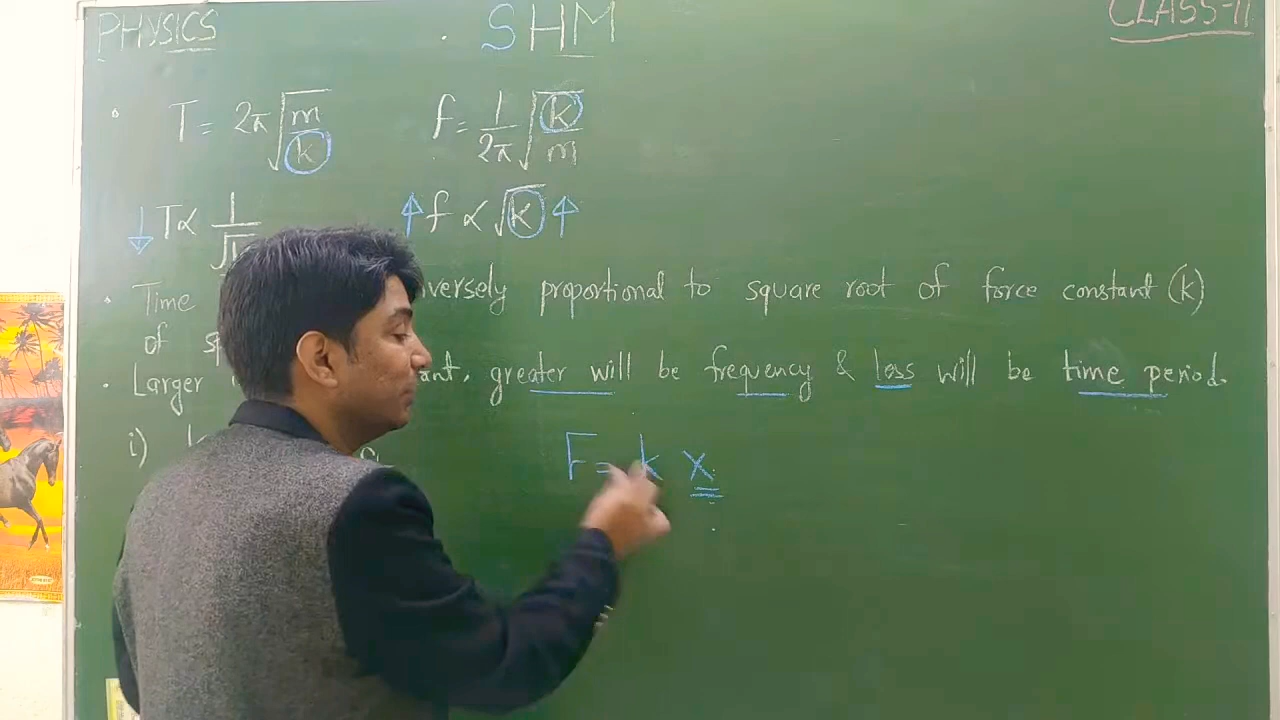 PHYSICS SHM CLASS-11
T = 2π√(m/k) f = 1/2π √(k/m)
↓ T∝ 1/√ ↑ f ∝ √k ↑
• Time versely proportional to square root of force constant (k)
of
• Larger ant, greater will be frequency & less will be time period.
i)
F = k x